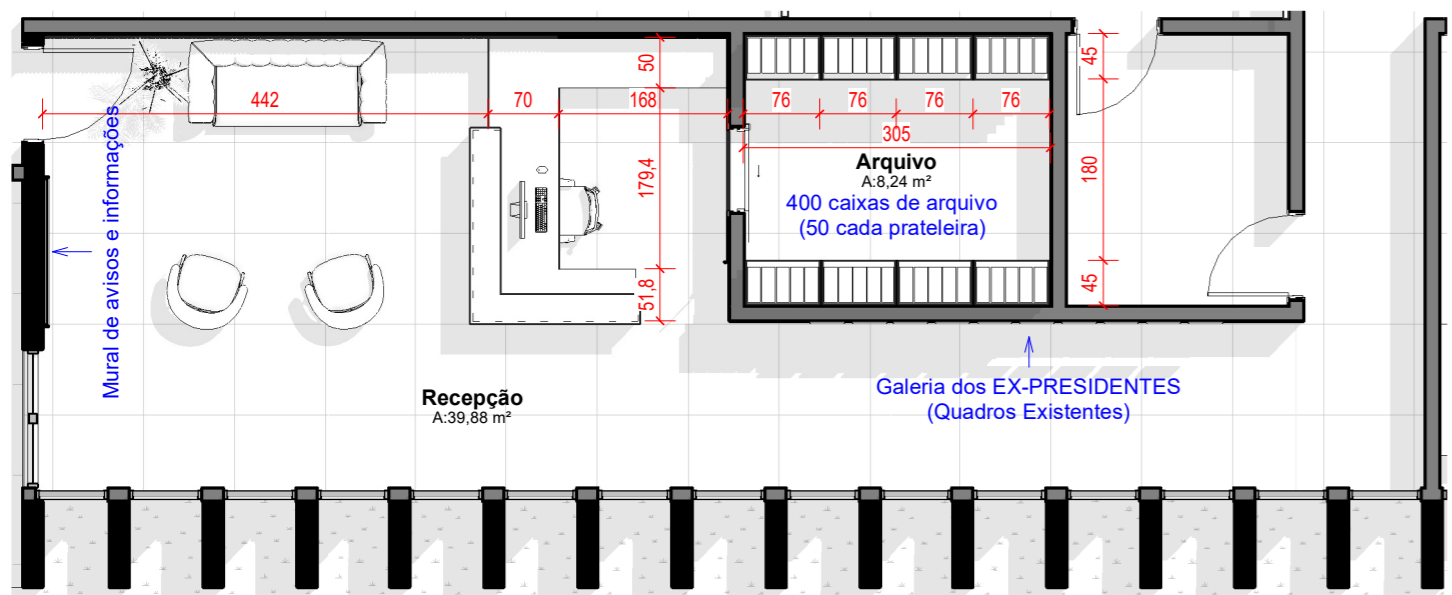 50
45
442
70
168
76
76
76
76
305
Arquivo
A:8,24 m²
400 caixas de arquivo
(50 cada prateleira)
179,4
180
Mural de avisos e informações
51,8
45
Galeria dos EX-PRESIDENTES
(Quadros Existentes)
Recepção
A:39,88 m²